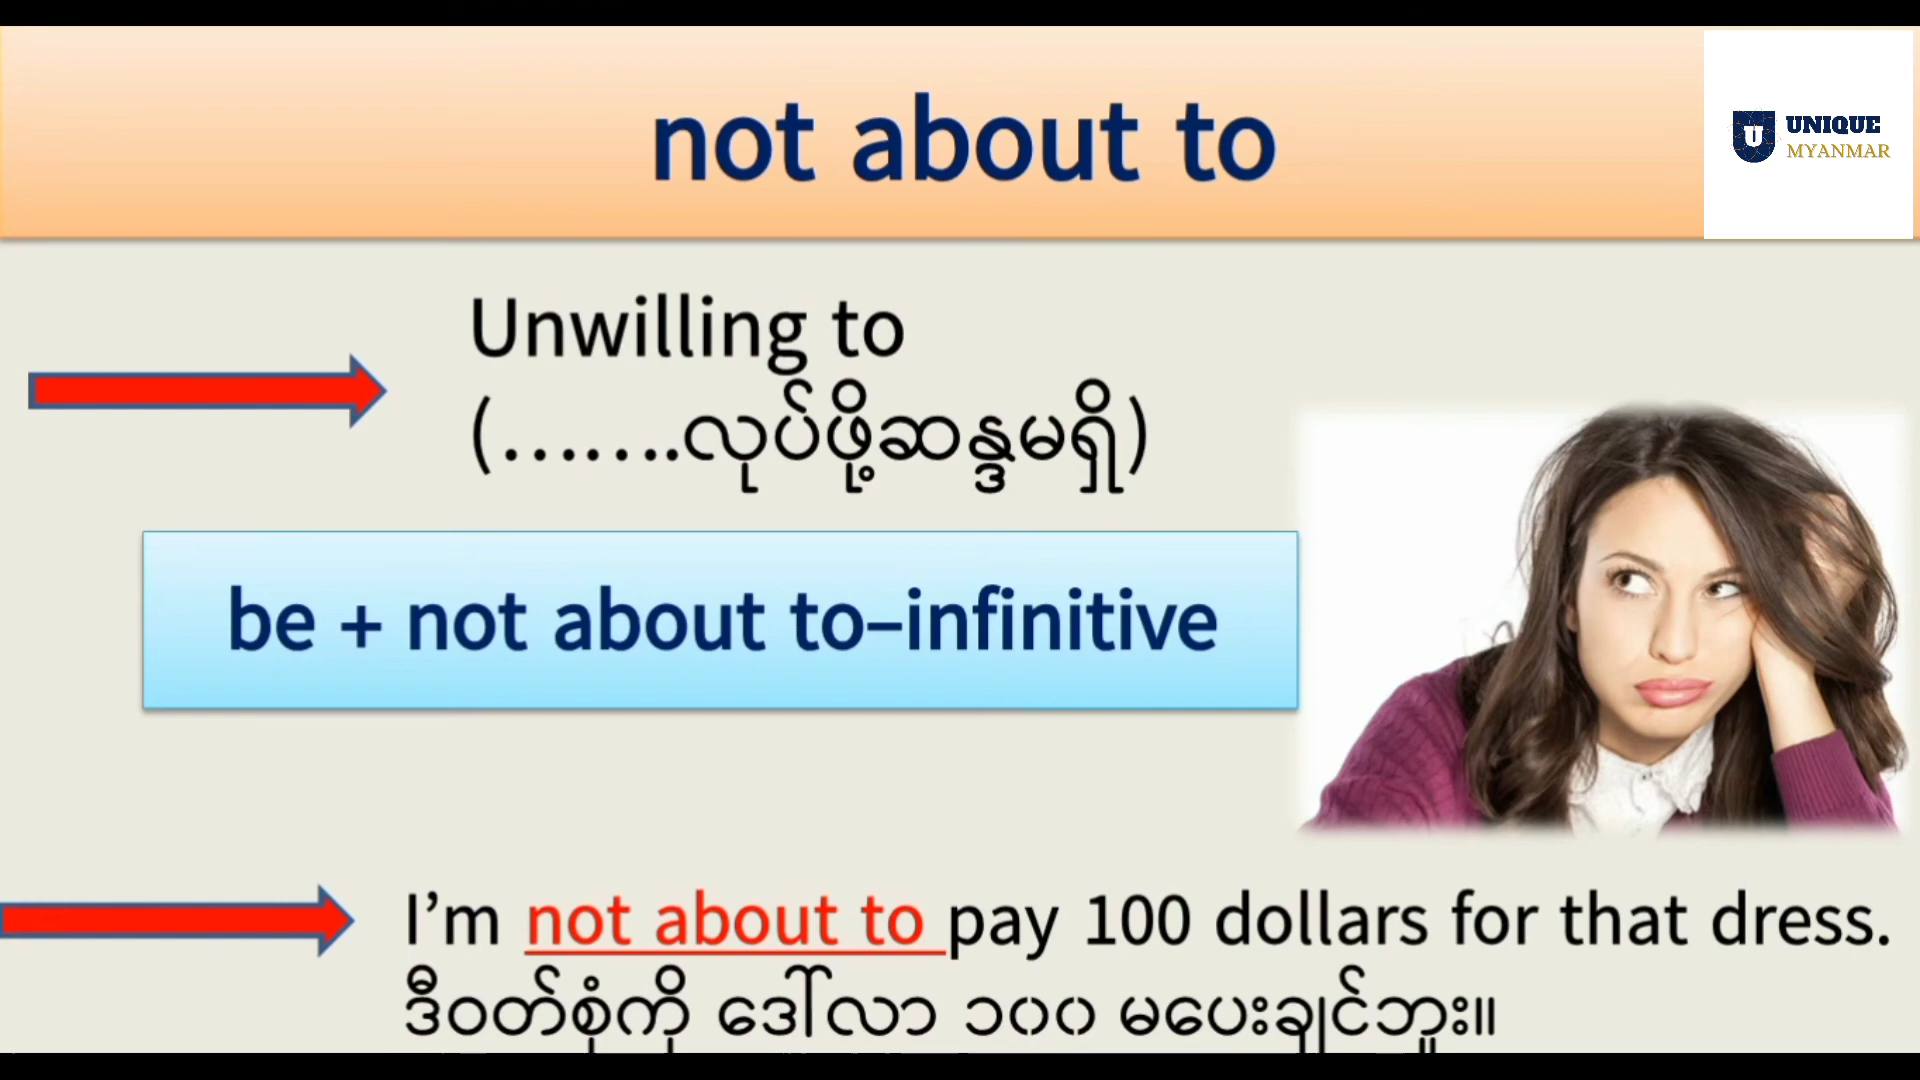 not about to
U
UNIQUE
MYANMAR
Unwilling to
(.......လုပ်ဖို့ဆန္ဒမရှိ)
be + not about to–infinitive
I’m not about to pay 100 dollars for that dress.
ဒီဝတ်စုံကို ဒေါ်လာ ၁၀၀ မပေးချင်ဘူး။